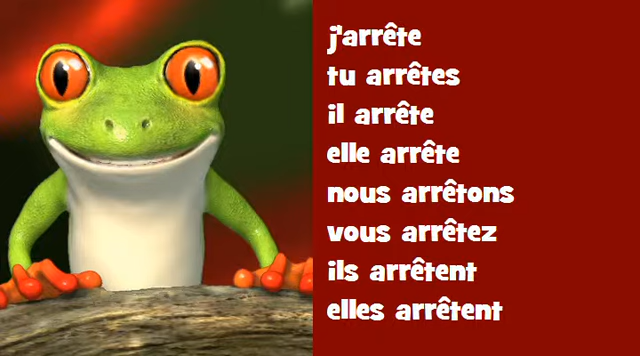 j'arrête
tu arrêtes
il arrête
elle arrête
nous arrêtons
vous arrêtez
ils arrêtent
elles arrêtent